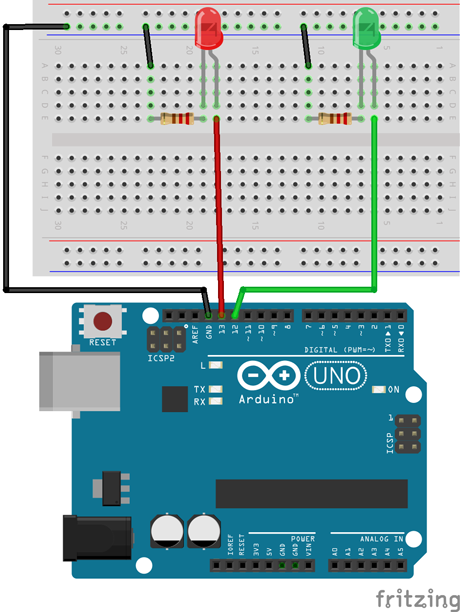 30 25 20 15 10 5 1
A A
B B
C C
D D
E E
F F
G G
H H
I I
J J
30 25 20 15 10 5 1
AREF
GND
13
12
~11
~10
~9
8
7
~6
~5
4
~3
2
TX0▶1
RX0◀0
RESET
ICSP2
DIGITAL (PWM=~)
L
TX
RX
UNO
Arduino™
ON
1
ICSP
POWER
ANALOG IN
IOREF
RESET
3V3
5V
GND
GND
VIN
A0
A1
A2
A3
A4
A5
fritzing